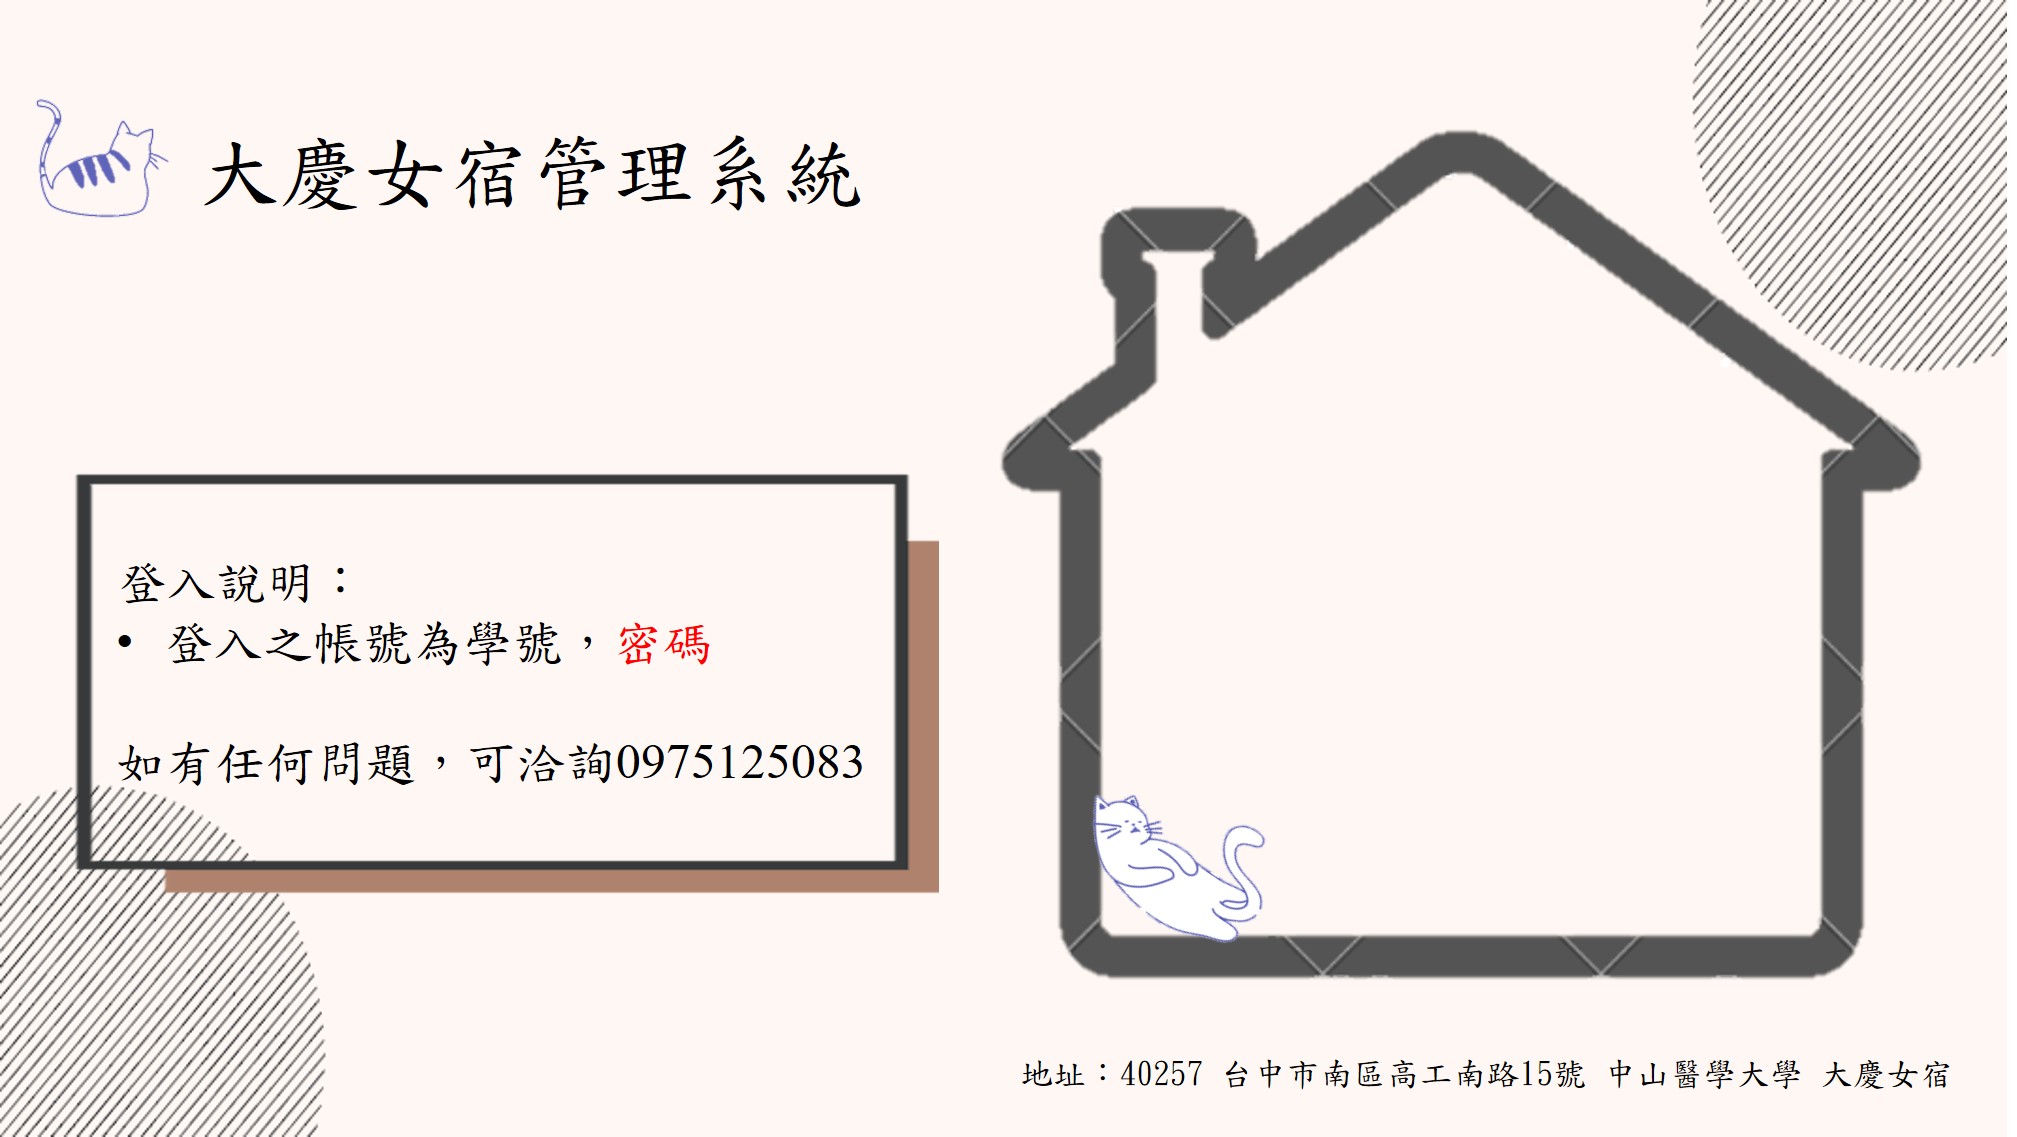 大慶女宿管理系統
登入說明：
• 登入之帳號為學號，密碼
如有任何問題，可洽詢0975125083
地址：40257 台中市南區高工南路15號 中山醫學大學 大慶女宿